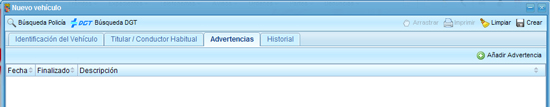 Nuevo vehículo
Búsqueda Policía DGT Búsqueda DGT Arrastrar Imprimir Limpiar Crear
Identificación del Vehículo Titular / Conductor Habitual Advertencias Historial
Añadir Advertencia
Fecha Finalizado Descripción